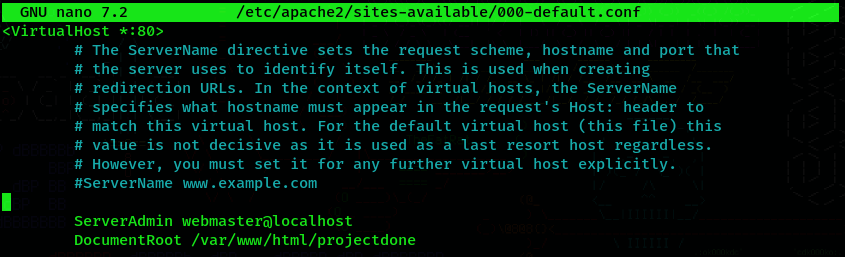 GNU nano 7.2 /etc/apache2/sites-available/000-default.conf
<VirtualHost *:80>
# The ServerName directive sets the request scheme, hostname and port that
# the server uses to identify itself. This is used when creating
# redirection URLs. In the context of virtual hosts, the ServerName
# specifies what hostname must appear in the request's Host: header to
# match this virtual host. For the default virtual host (this file) this
# value is not decisive as it is used as a last resort host regardless.
# However, you must set it for any further virtual host explicitly.
#ServerName www.example.com
ServerAdmin webmaster@localhost
DocumentRoot /var/www/html/projectdone